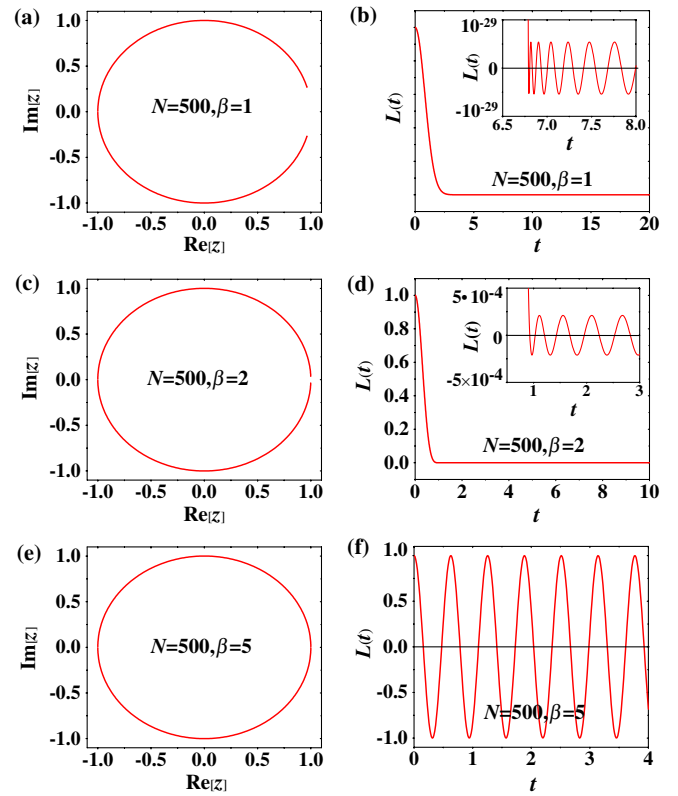 (a)
Im[z]
1.0
0.5
0.0
-0.5
-1.0
N=500,β=1
-1.0 -0.5 0.0 0.5 1.0
Re[z]
(b)
L(t)
N=500,β=1
0 5 10 15 20
t
L(t)
10-29
0
-10-29
6.5 7.0 7.5 8.0
t
(c)
Im[z]
1.0
0.5
0.0
-0.5
-1.0
N=500,β=2
-1.0 -0.5 0.0 0.5 1.0
Re[z]
(d)
L(t)
1.0
0.8
0.6
0.4
0.2
0.0
N=500,β=2
0 2 4 6 8 10
t
L(t)
5•10-4
0
-5×10-4
1 2 3
t
(e)
Im[z]
1.0
0.5
0.0
-0.5
-1.0
N=500,β=5
-1.0 -0.5 0.0 0.5 1.0
Re[z]
(f)
L(t)
1.0
0.5
0.0
-0.5
-1.0
N=500,β=5
0 1 2 3 4
t